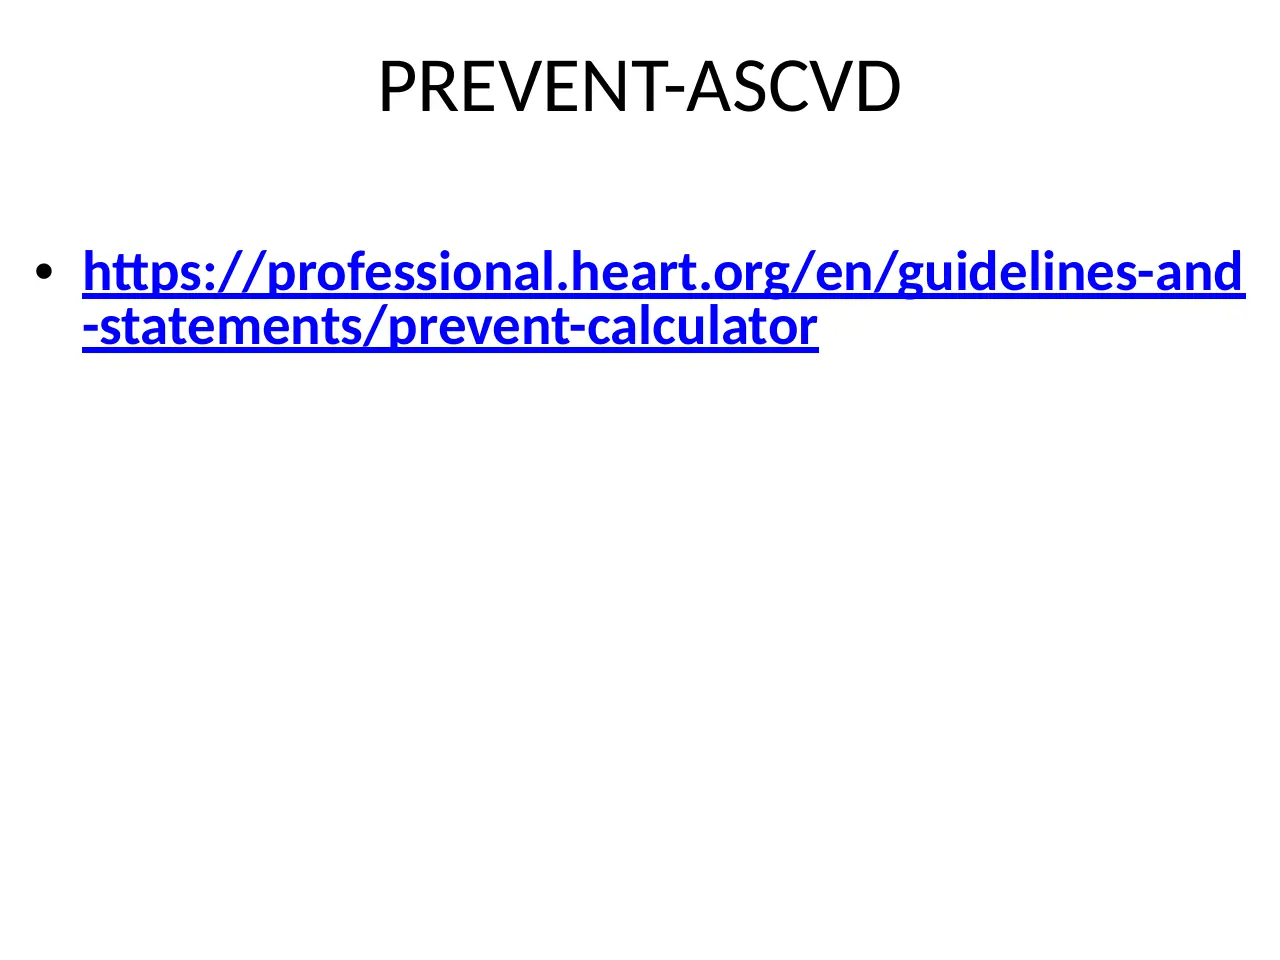 PREVENT-ASCVD
• https://professional.heart.org/en/guidelines-and
-statements/prevent-calculator